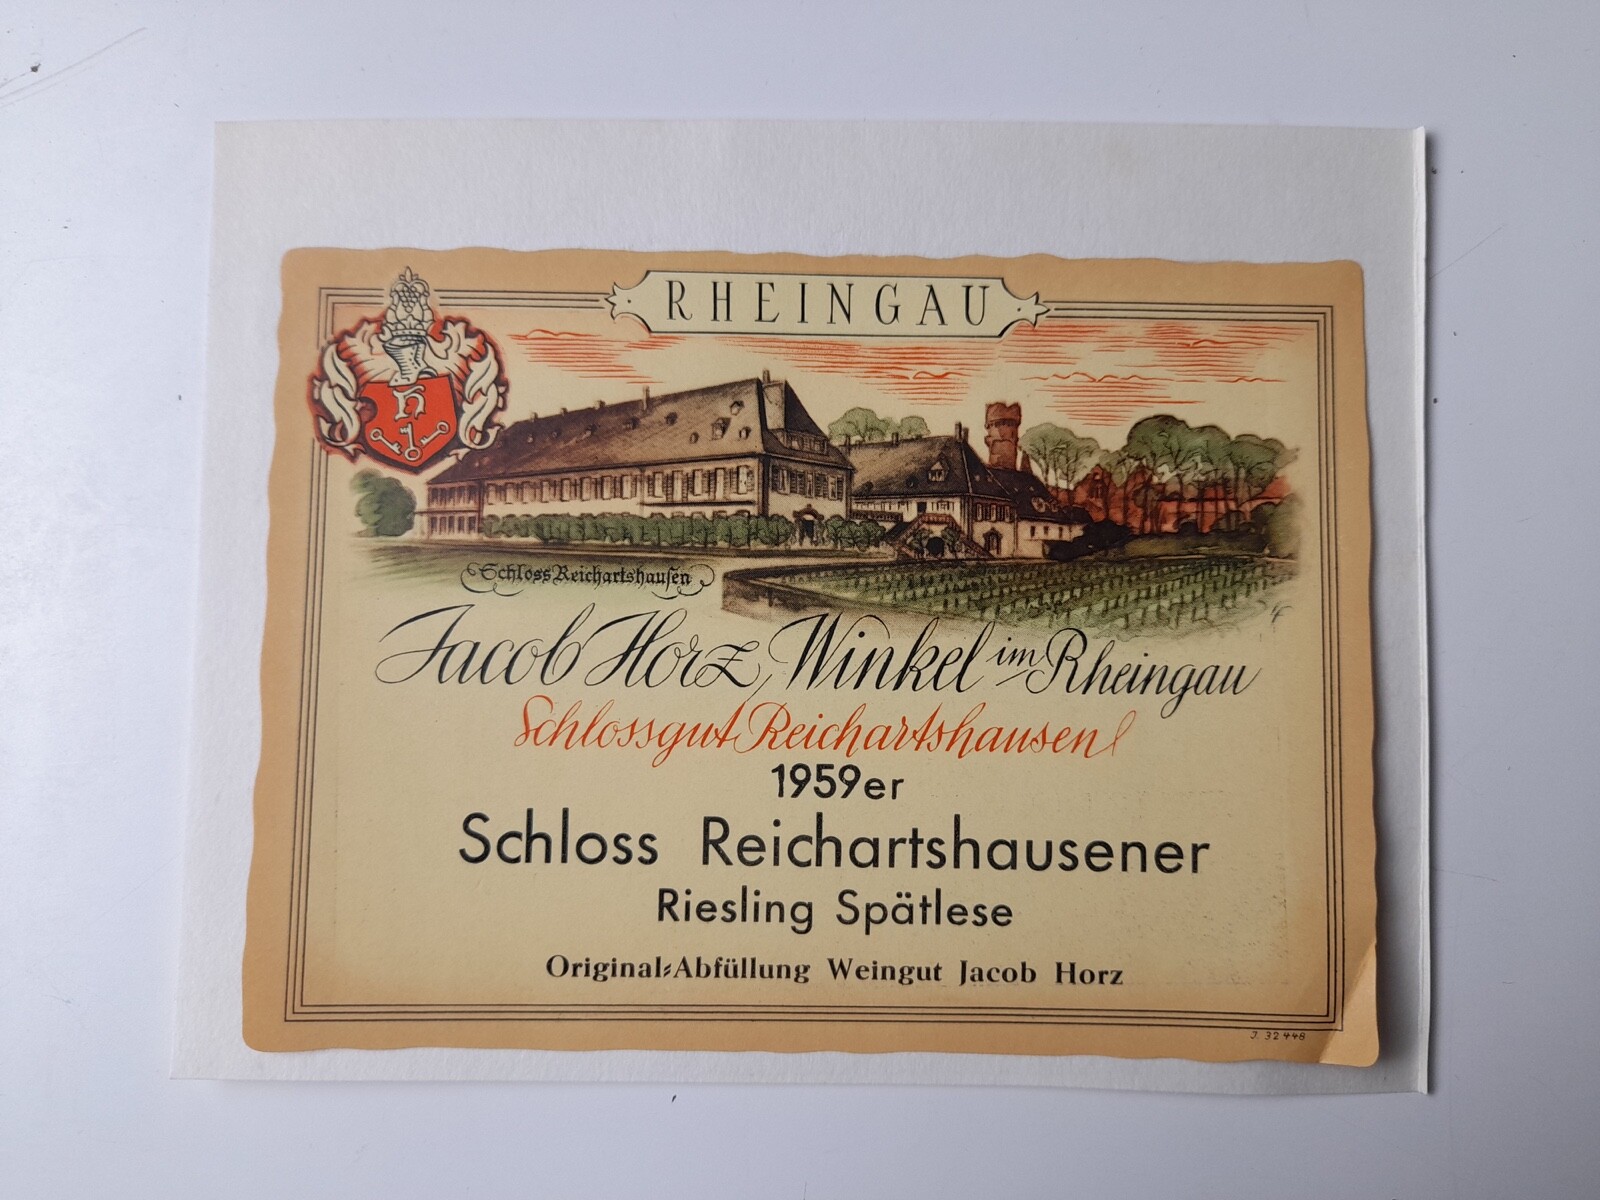 RHEINGAU
H
Schloss Reichartshausen
Jacob Horz, Winkel im Rheingau
Schlossgut Reichartshausen
1959er
Schloss Reichartshausener
Riesling Spätlese
Original-Abfüllung Weingut Jacob Horz
J. 32448